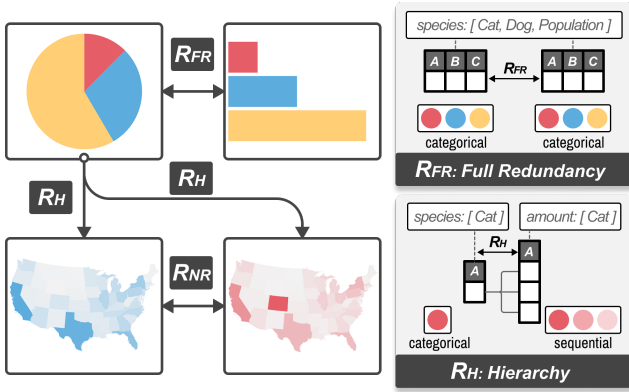 RFR
RH
RH
RNR
species: [ Cat, Dog, Population ]
A B C
RFR
A B C
categorical
categorical
RFR: Full Redundancy
species: [ Cat ]
amount: [ Cat ]
RH
A
A
categorical
sequential
RH: Hierarchy